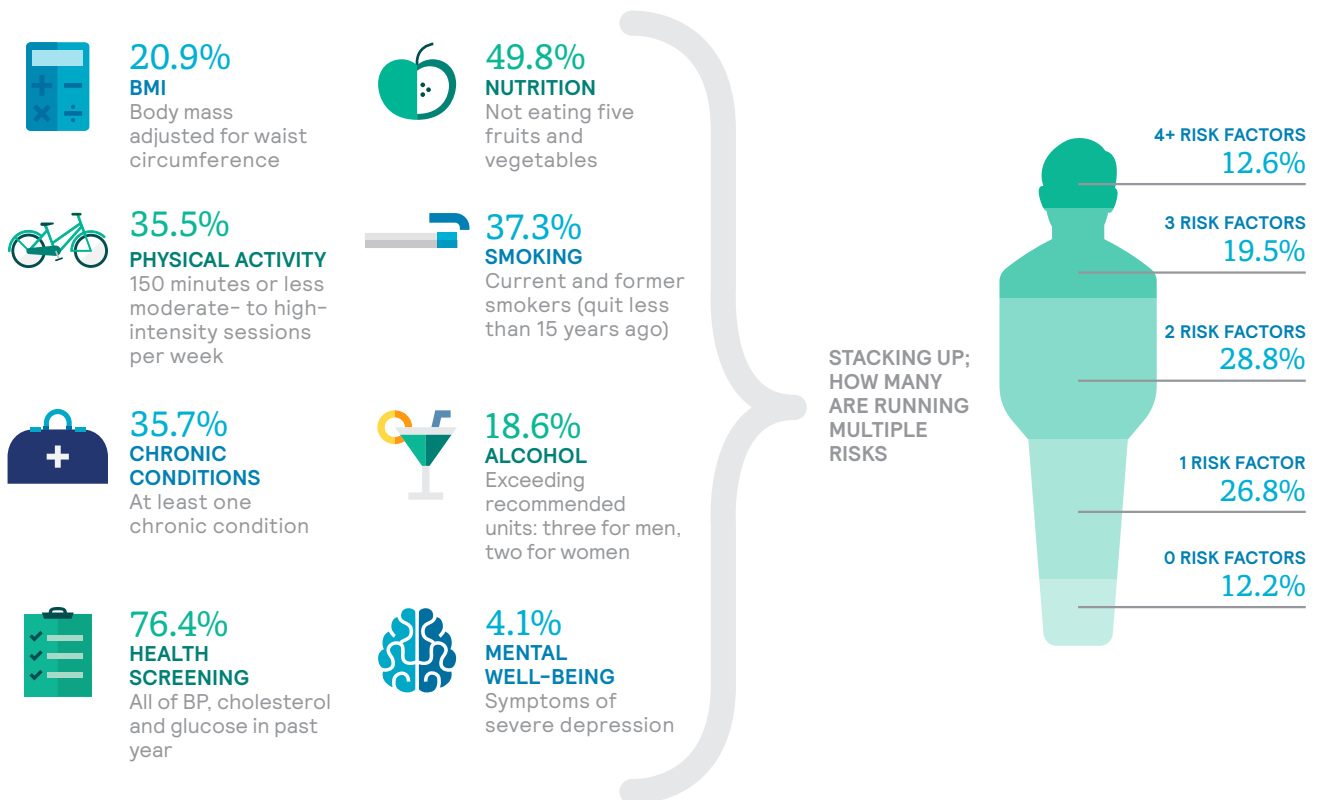 20.9%
BMI
Body mass
adjusted for waist
circumference
35.5%
PHYSICAL ACTIVITY
150 minutes or less
moderate- to high-
intensity sessions
per week
35.7%
CHRONIC
CONDITIONS
At least one
chronic condition
76.4%
HEALTH
SCREENING
All of BP, cholesterol
and glucose in past
year
49.8%
NUTRITION
Not eating five
fruits and
vegetables
37.3%
SMOKING
Current and former
smokers (quit less
than 15 years ago)
18.6%
ALCOHOL
Exceeding
recommended
units: three for men,
two for women
4.1%
MENTAL
WELL-BEING
Symptoms of
severe depression
STACKING UP;
HOW MANY
ARE RUNNING
MULTIPLE
RISKS
4+ RISK FACTORS
12.6%
3 RISK FACTORS
19.5%
2 RISK FACTORS
28.8%
1 RISK FACTOR
26.8%
0 RISK FACTORS
12.2%